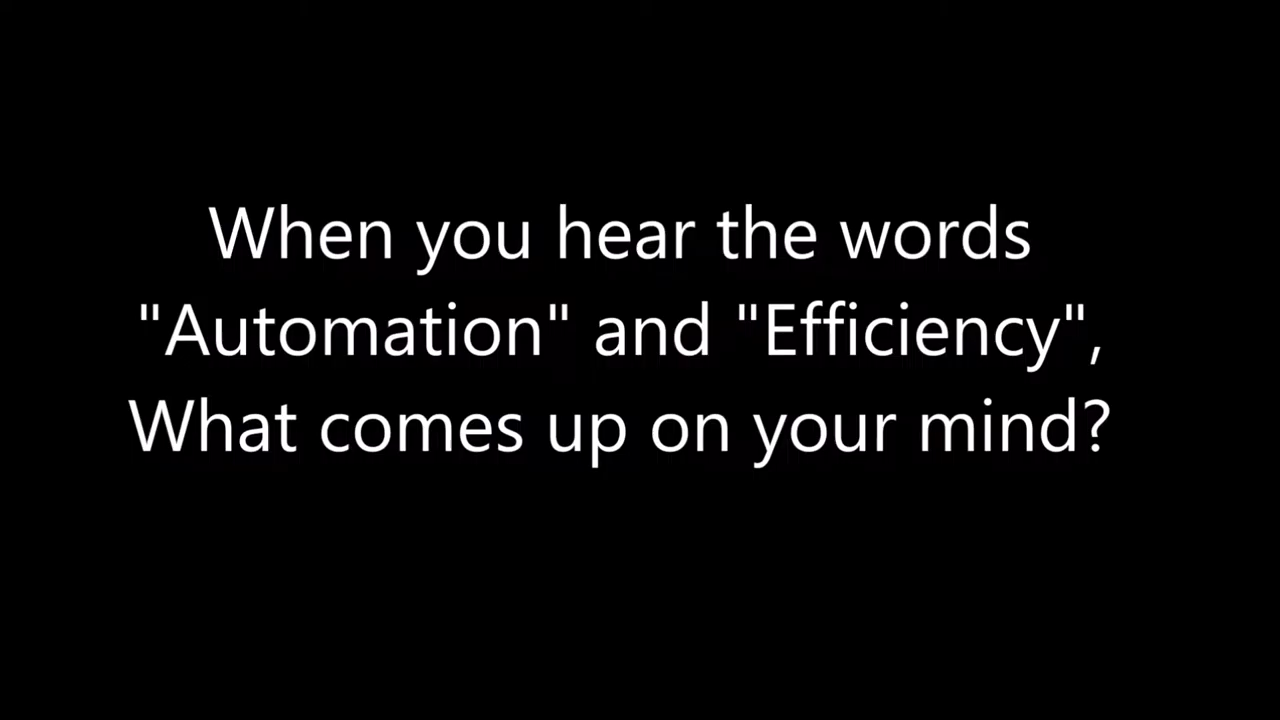 When you hear the words
"Automation" and "Efficiency",
What comes up on your mind?